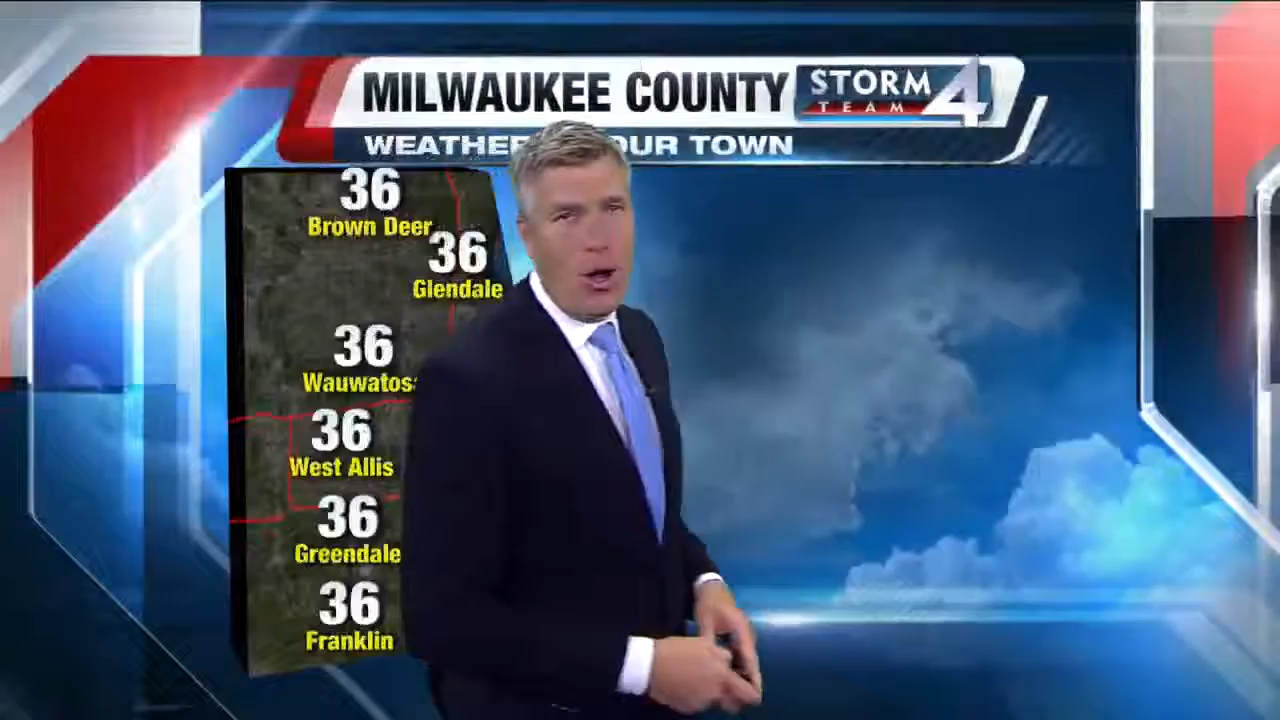 MILWAUKEE COUNTY
STORM
TEAM 4
WEATHER OUR TOWN
36
Brown Deer
36
Glendale
36
Wauwatosa
36
West Allis
36
Greendale
36
Franklin